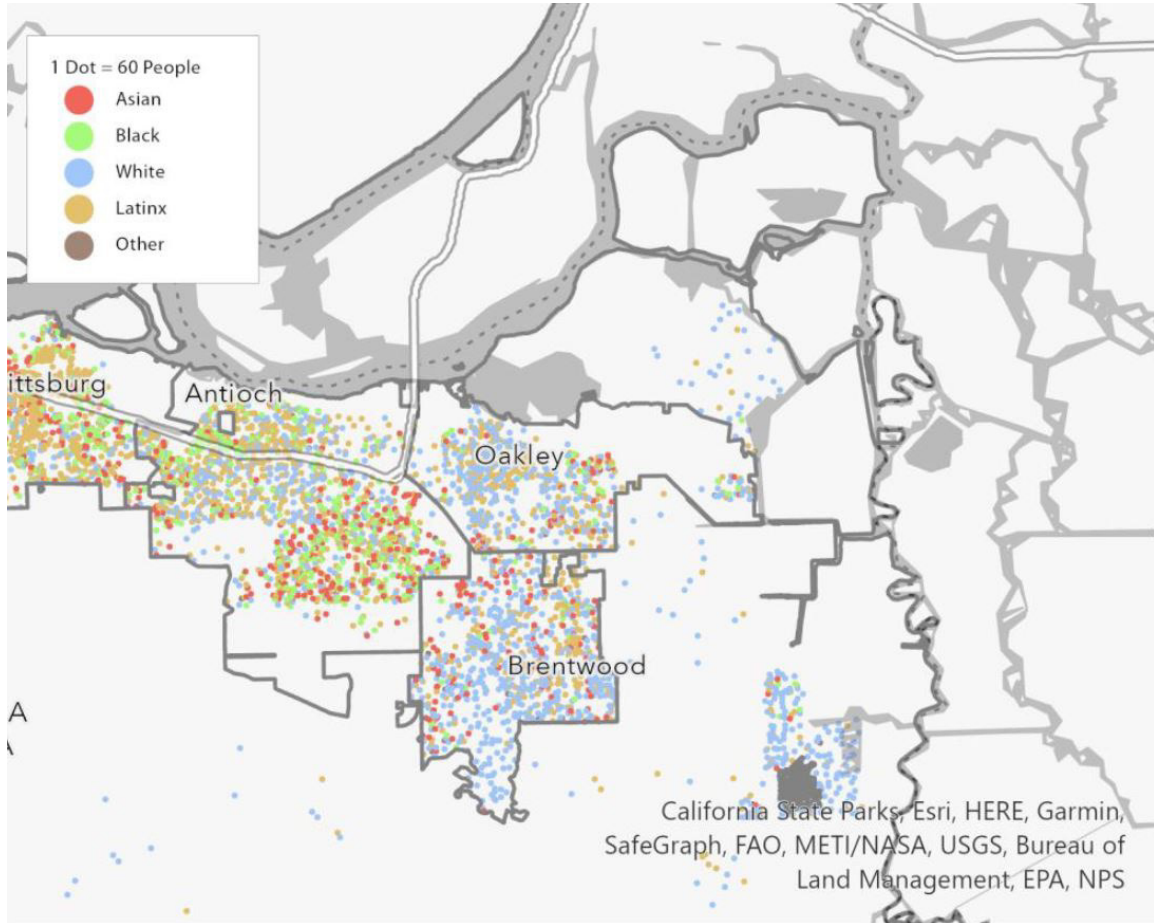 1 Dot = 60 People
Asian
Black
White
Latinx
Other
ittsburg
Antioch
Oakley
Brentwood
A
California State Parks, Esri, HERE, Garmin,
SafeGraph, FAO, METI/NASA, USGS, Bureau of
Land Management, EPA, NPS